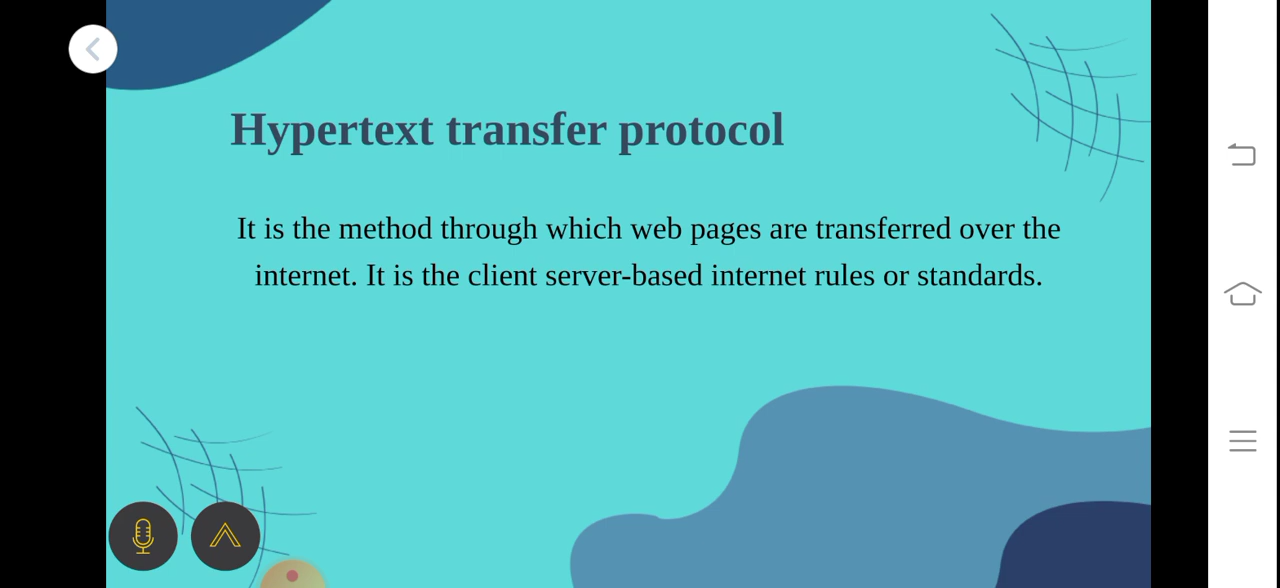 Hypertext transfer protocol
It is the method through which web pages are transferred over the
internet. It is the client server-based internet rules or standards.